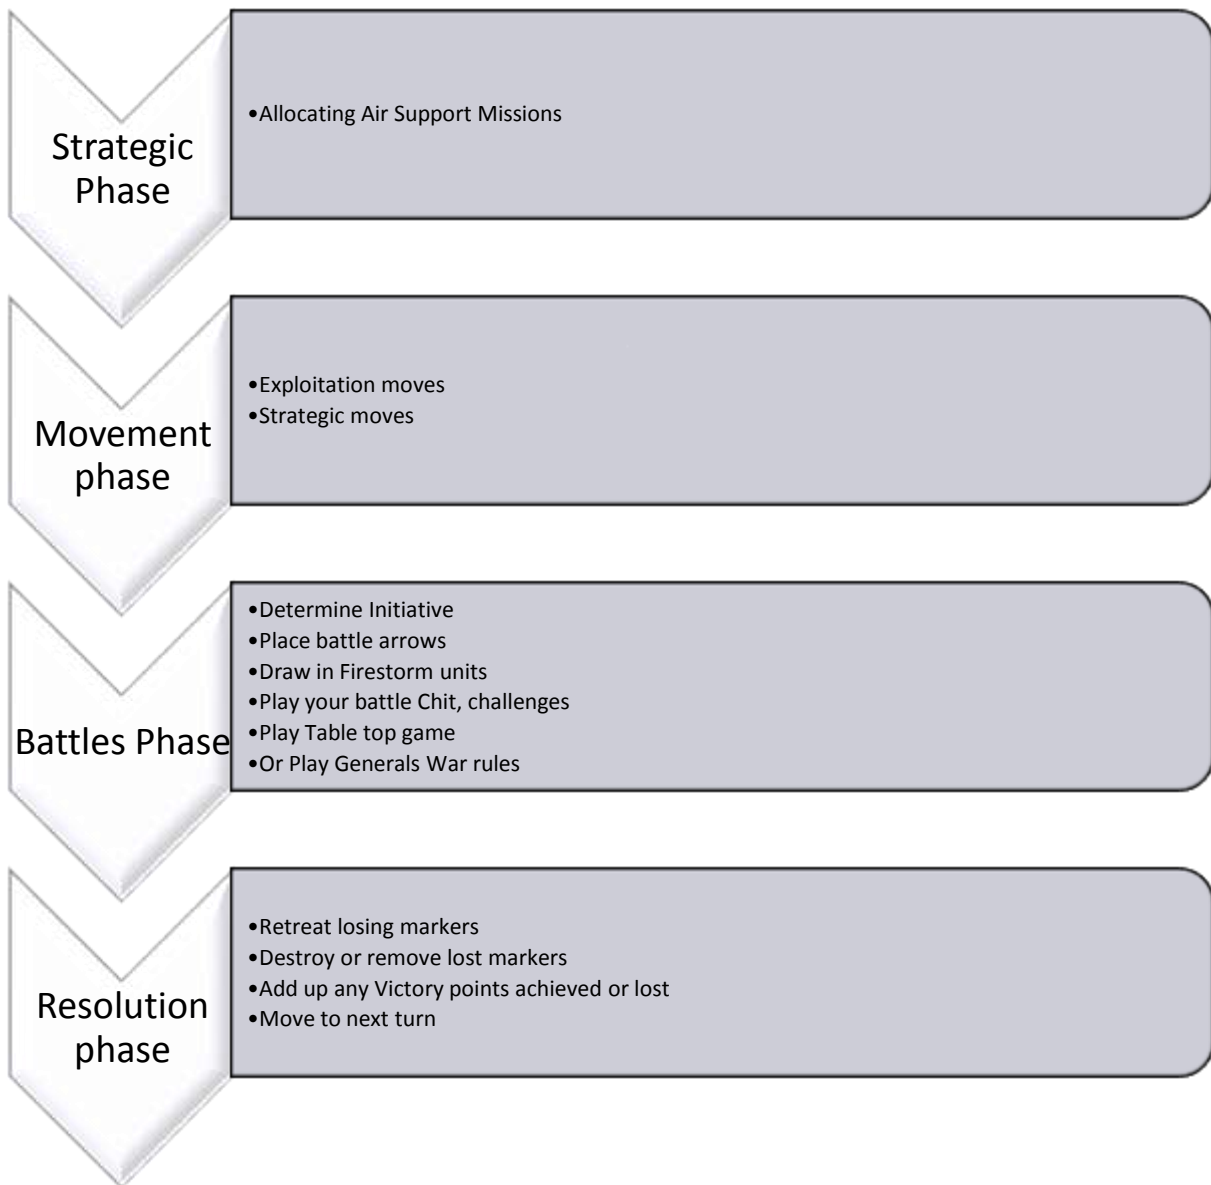 Strategic
Phase
•Allocating Air Support Missions
Movement
phase
•Exploitation moves
•Strategic moves
Battles Phase
•Determine Initiative
•Place battle arrows
•Draw in Firestorm units
•Play your battle Chit, challenges
•Play Table top game
•Or Play Generals War rules
Resolution
phase
•Retreat losing markers
•Destroy or remove lost markers
•Add up any Victory points achieved or lost
•Move to next turn